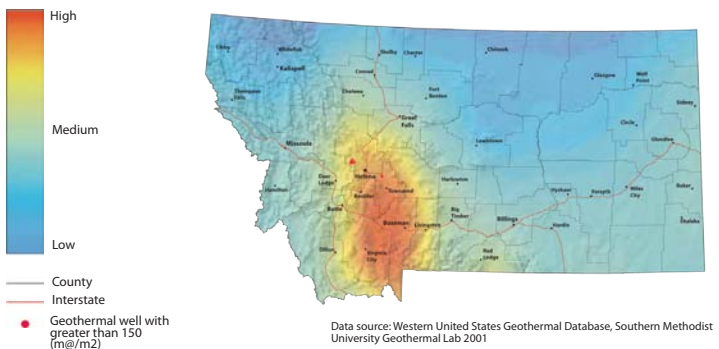 High
Medium
Low
County
Interstate
Geothermal well with
greater than 150
(m@/m2)
Libby
Whitefish
Kalispell
Thompson
Falls
Missoula
Hamilton
Shelby
Chester
Conrad
Choteau
Fort
Benton
Great
Falls
Chinook
Glasgow
Wolf
Point
Sidney
Circle
Glendive
Lewistown
Deer
Lodge
Helena
Boulder
Townsend
Butte
Bozeman
Livingston
Dillon
Virginia
City
Harlowton
Big
Timber
Red
Lodge
Billings
Hardin
Hysham
Forsyth
Miles
City
Baker
Ekalaka
Data source: Western United States Geothermal Database, Southern Methodist
University Geothermal Lab 2001